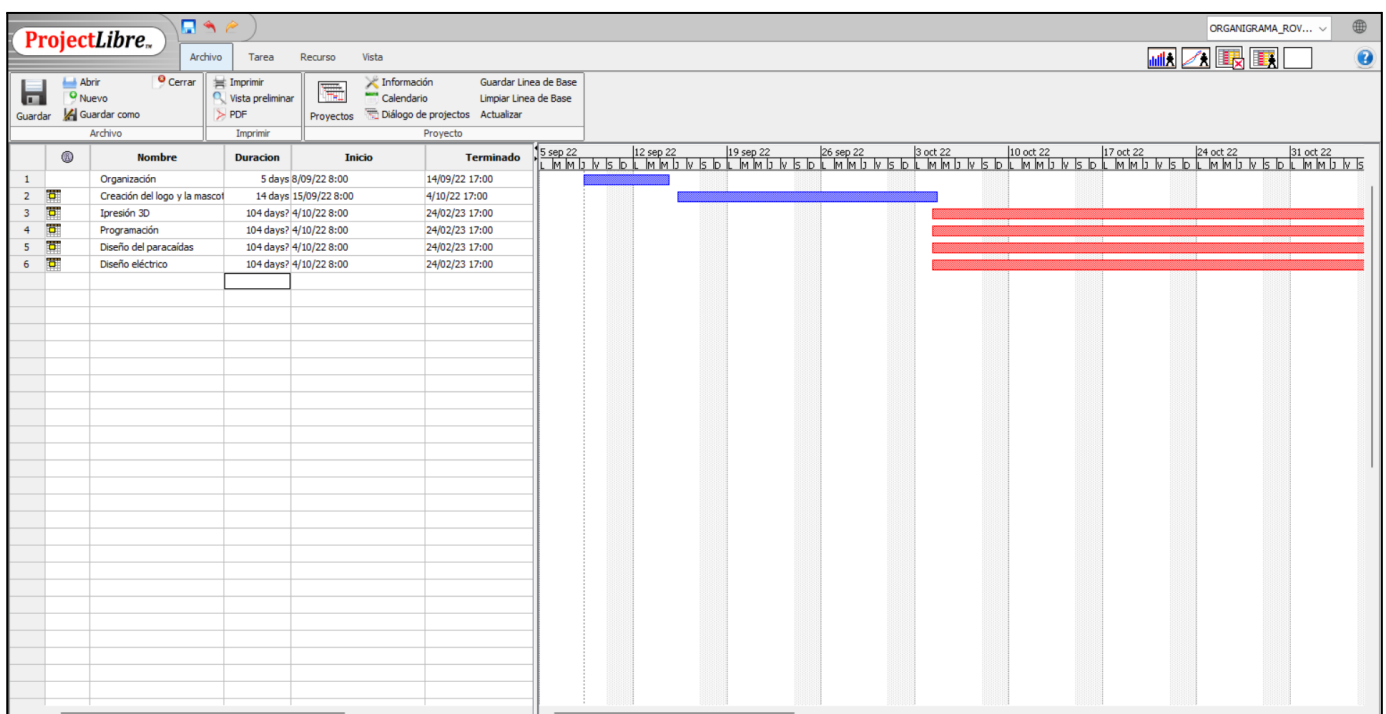 ProjectLibre™
ORGANIGRAMA_ROV...
Archivo Tarea Recurso Vista
Guardar
Abrir
Nuevo
Guardar como
Cerrar
Archivo
Imprimir
Vista preliminar
PDF
Imprimir
Proyectos
Información
Calendario
Diálogo de projectos
Guardar Linea de Base
Limpiar Linea de Base
Actualizar
Proyecto
Nombre Duracion Inicio Terminado
5 sep 22 12 sep 22 19 sep 22 26 sep 22 3 oct 22 10 oct 22 17 oct 22 24 oct 22 31 oct 22
L M M J V S D L M M J V S D L M M J V S D L M M J V S D L M M J V S D L M M J V S D L M M J V S D L M M J V S D L M M J V S
1 Organización 5 days 8/09/22 8:00 14/09/22 17:00
2 Creación del logo y la mascot 14 days 15/09/22 8:00 4/10/22 17:00
3 Ipresión 3D 104 days? 4/10/22 8:00 24/02/23 17:00
4 Programación 104 days? 4/10/22 8:00 24/02/23 17:00
5 Diseño del paracaídas 104 days? 4/10/22 8:00 24/02/23 17:00
6 Diseño eléctrico 104 days? 4/10/22 8:00 24/02/23 17:00